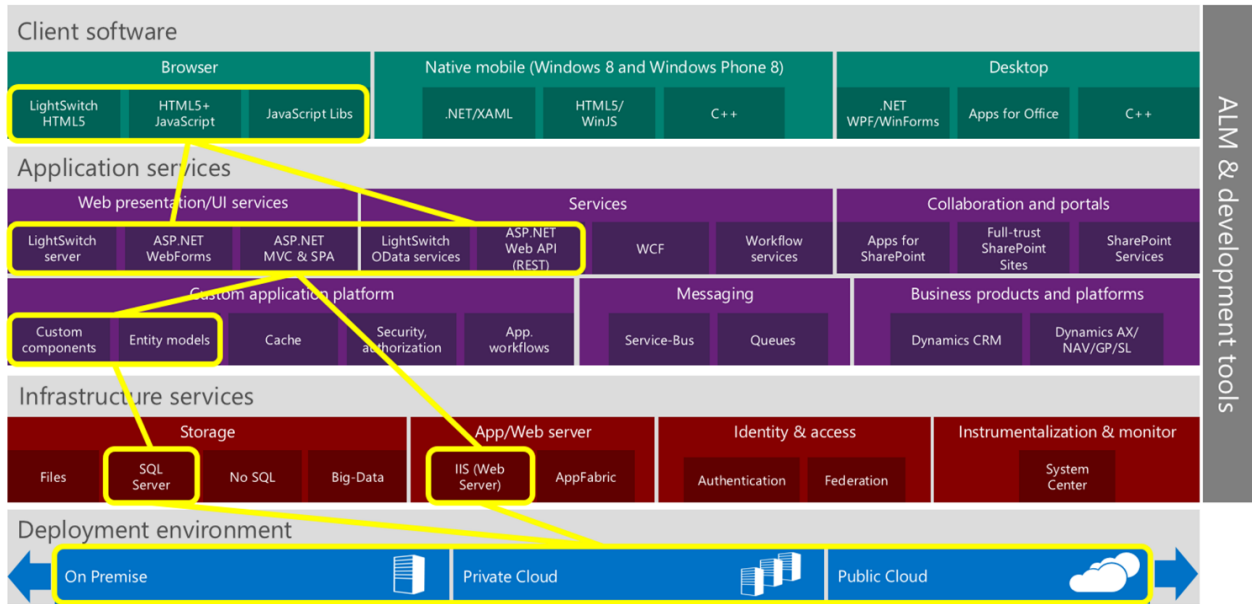 Client software
Browser
Native mobile (Windows 8 and Windows Phone 8)
Desktop
LightSwitch
HTML5
HTML5+
JavaScript
JavaScript Libs
.NET/XAML
HTML5/
WinJS
C++
.NET
WPF/WinForms
Apps for Office
C++
Application services
Web presentation/UI services
Services
Collaboration and portals
LightSwitch
server
ASP.NET
WebForms
ASP.NET
MVC & SPA
LightSwitch
OData services
ASP.NET
Web API
(REST)
WCF
Workflow
services
Apps for
SharePoint
Full-trust
SharePoint
Sites
SharePoint
Services
Custom application platform
Messaging
Business products and platforms
Custom
components
Entity models
Cache
Security,
authorization
App.
workflows
Service-Bus
Queues
Dynamics CRM
Dynamics AX/
NAV/GP/SL
Infrastructure services
Storage
App/Web server
Identity & access
Instrumentalization & monitor
Files
SQL
Server
No SQL
Big-Data
IIS (Web
Server)
AppFabric
Authentication
Federation
System
Center
Deployment environment
On Premise
Private Cloud
Public Cloud
ALM & development tools